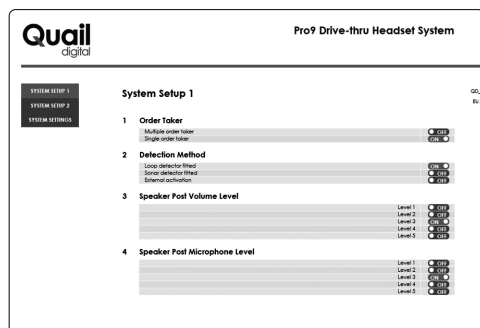 Quail
digital
Pro9 Drive-thru Headset System
SYSTEM SETUP 1
SYSTEM SETUP 2
SYSTEM SETTINGS
System Setup 1
QD_
EU
1 Order Taker
Multiple order taker OFF
Single order taker ON
2 Detection Method
Loop detector fitted ON
Sonar detector fitted OFF
External activation OFF
3 Speaker Post Volume Level
Level 1 OFF
Level 2 OFF
Level 3 ON
Level 4 OFF
Level 5 OFF
4 Speaker Post Microphone Level
Level 1 OFF
Level 2 OFF
Level 3 ON
Level 4 OFF
Level 5 OFF